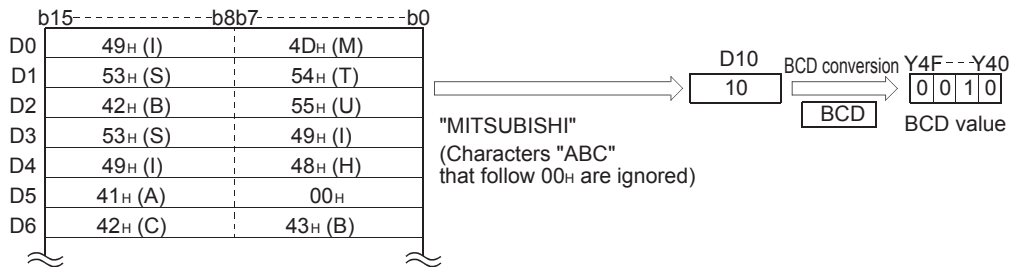 b15 b8b7 b0
D0 49H (I) 4DH (M)
D1 53H (S) 54H (T)
D2 42H (B) 55H (U)
D3 53H (S) 49H (I)
D4 49H (I) 48H (H)
D5 41H (A) 00H
D6 42H (C) 43H (B)
"MITSUBISHI"
(Characters "ABC"
that follow 00H are ignored)
D10
10
BCD conversion
BCD
Y4F Y40
0 0 1 0
BCD value